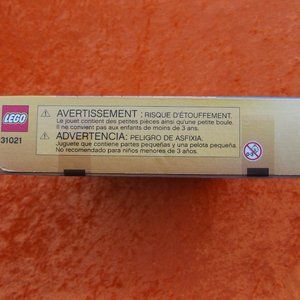 LEGO
31021
AVERTISSEMENT : RISQUE D'ÉTOUFFEMENT.
Le jouet contient des petites pièces ainsi qu'une petite boule.
Il ne convient pas aux enfants de moins de 3 ans.
ADVERTENCIA: PELIGRO DE ASFIXIA.
Juguete que contiene partes pequeñas y una pelota pequeña.
No recomendado para niños menores de 3 años.